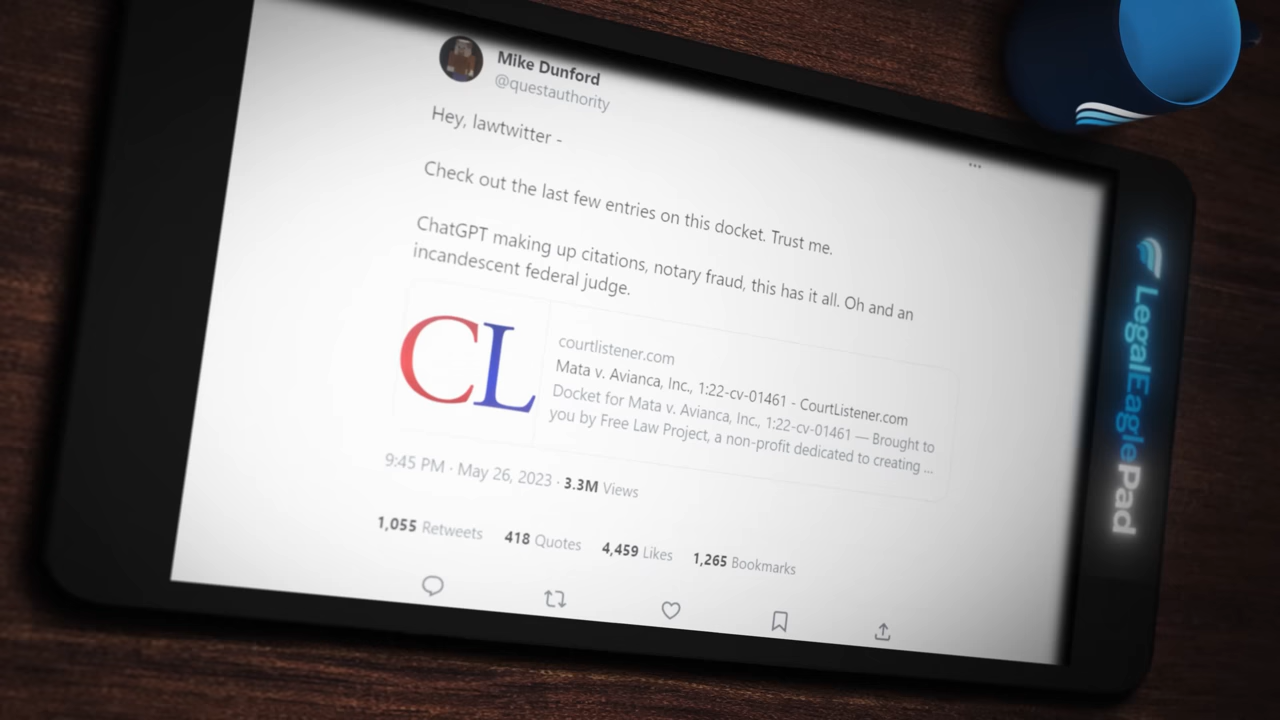 Mike Dunford
@questauthority
Hey, lawtwitter -
Check out the last few entries on this docket. Trust me.
ChatGPT making up citations, notary fraud, this has it all. Oh and an
incandescent federal judge.
CL
courtlistener.com
Mata v. Avianca, Inc., 1:22-cv-01461 - CourtListener.com
Docket for Mata v. Avianca, Inc., 1:22-cv-01461 — Brought to
you by Free Law Project, a non-profit dedicated to creating ...
9:45 PM · May 26, 2023 · 3.3M Views
1,055 Retweets 418 Quotes 4,459 Likes 1,265 Bookmarks
LegalEaglePad